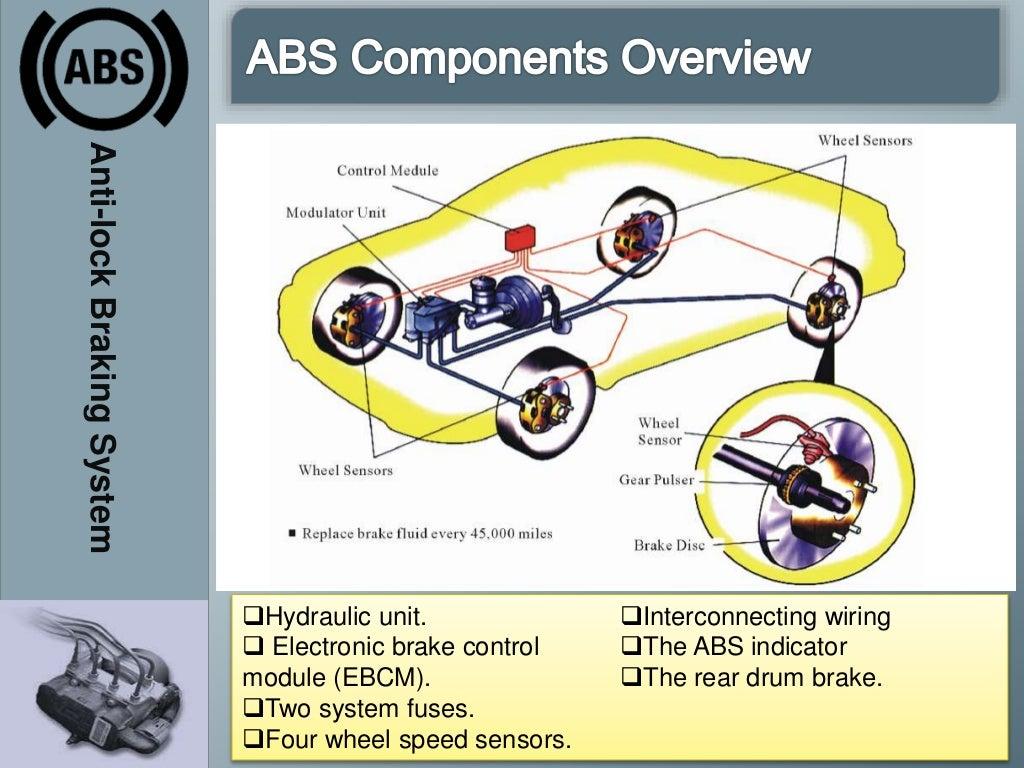 ABS
Anti-lock Braking System
ABS Components Overview
Wheel Sensors
Control Module
Modulator Unit
Wheel
Sensor
Gear Pulser
Wheel Sensors
■ Replace brake fluid every 45,000 miles
Brake Disc
❑Hydraulic unit.
❑ Electronic brake control
module (EBCM).
❑Two system fuses.
❑Four wheel speed sensors.
❑Interconnecting wiring
❑The ABS indicator
❑The rear drum brake.